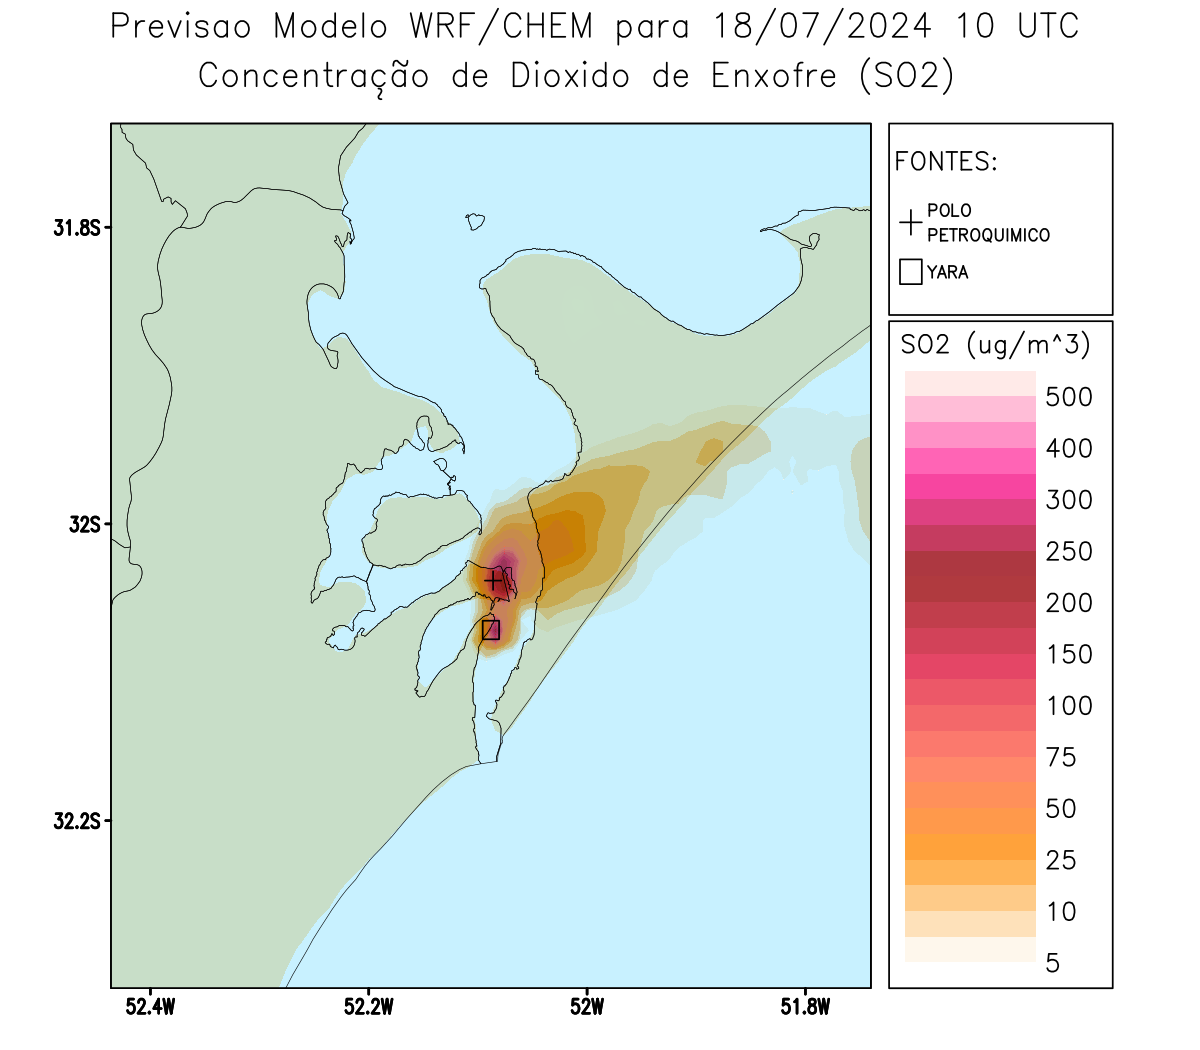 Previsao Modelo WRF/CHEM para 18/07/2024 10 UTC
Concentração de Dioxido de Enxofre (SO2)
FONTES:
POLO
PETROQUIMICO
YARA
SO2 (ug/m^3)
500
400
300
250
200
150
100
75
50
25
10
5
31.8S
32S
32.2S
52.4W
52.2W
52W
51.8W